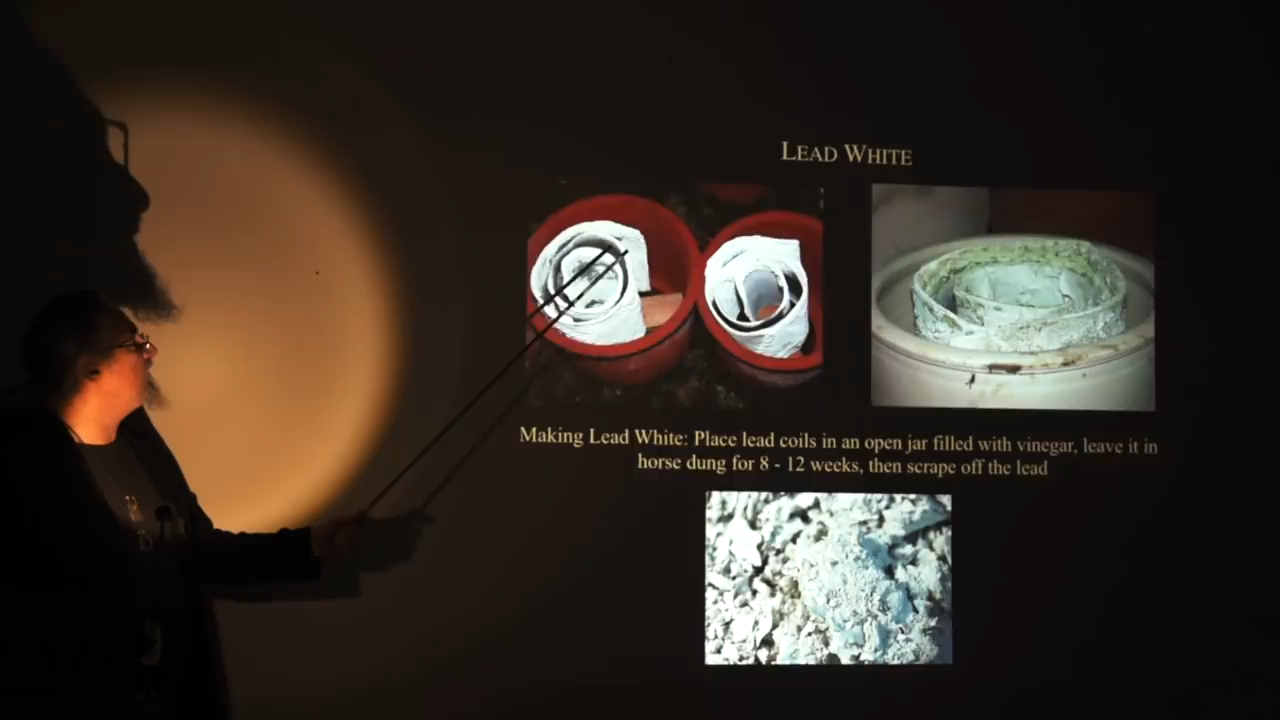 LEAD WHITE
Making Lead White: Place lead coils in an open jar filled with vinegar, leave it in
horse dung for 8 - 12 weeks, then scrape off the lead